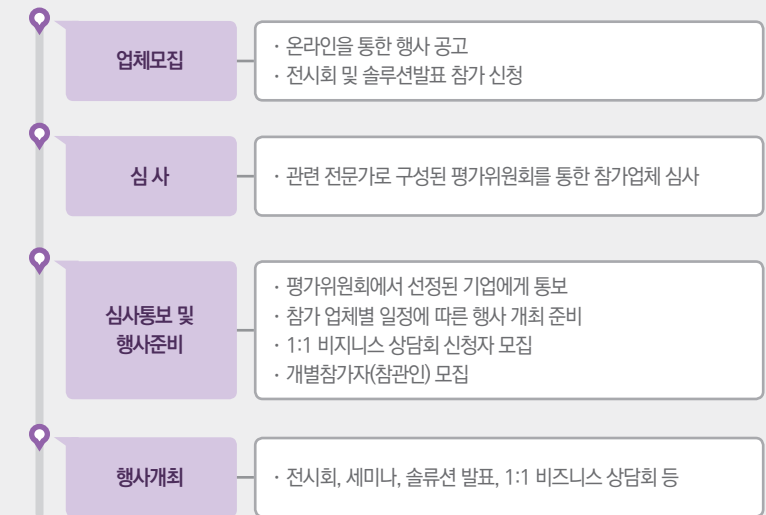 업체모집
· 온라인을 통한 행사 공고
· 전시회 및 솔루션발표 참가 신청
심 사
· 관련 전문가로 구성된 평가위원회를 통한 참가업체 심사
심사통보 및
행사준비
· 평가위원회에서 선정된 기업에게 통보
· 참가 업체별 일정에 따른 행사 개최 준비
· 1:1 비지니스 상담회 신청자 모집
· 개별참가자(참관인) 모집
행사개최
· 전시회, 세미나, 솔류션 발표, 1:1 비즈니스 상담회 등